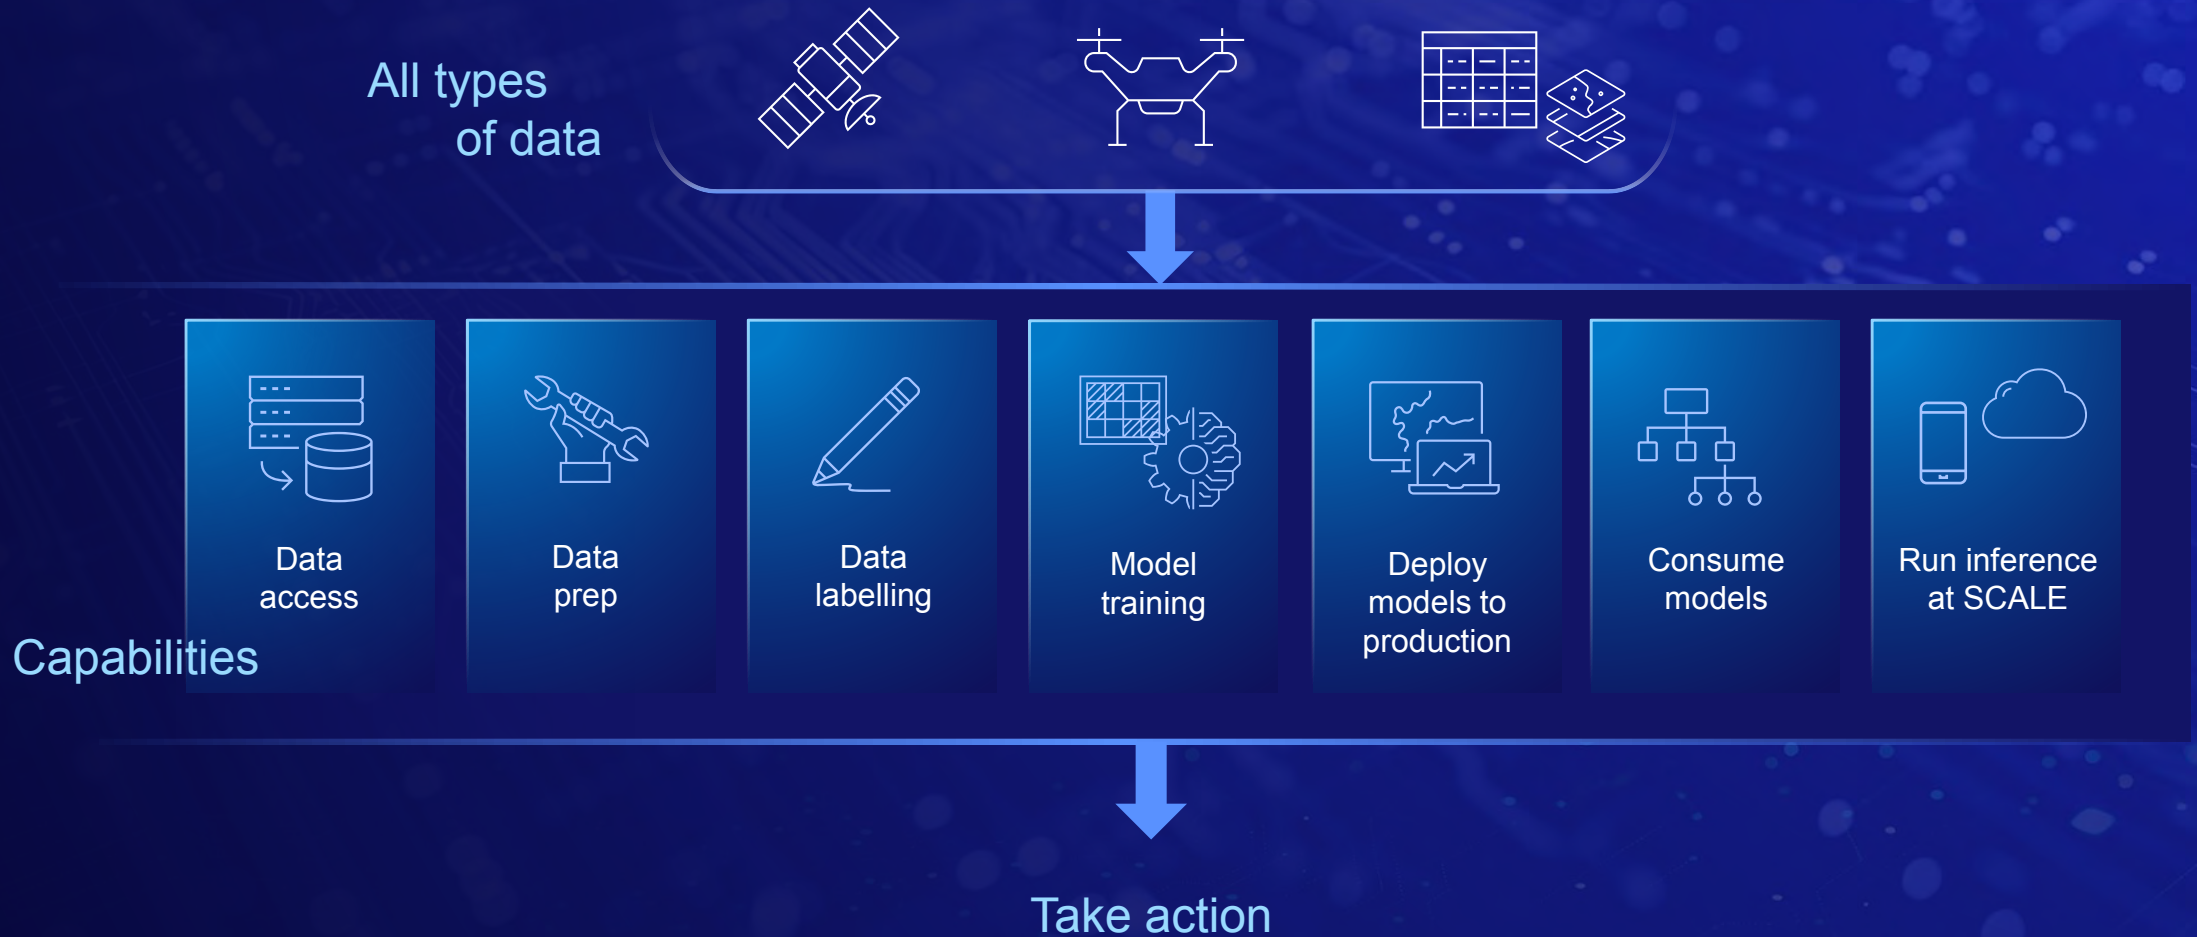 All types
of data
Data
access
Data
prep
Data
labelling
Model
training
Deploy
models to
production
Consume
models
Run inference
at SCALE
Capabilities
Take action